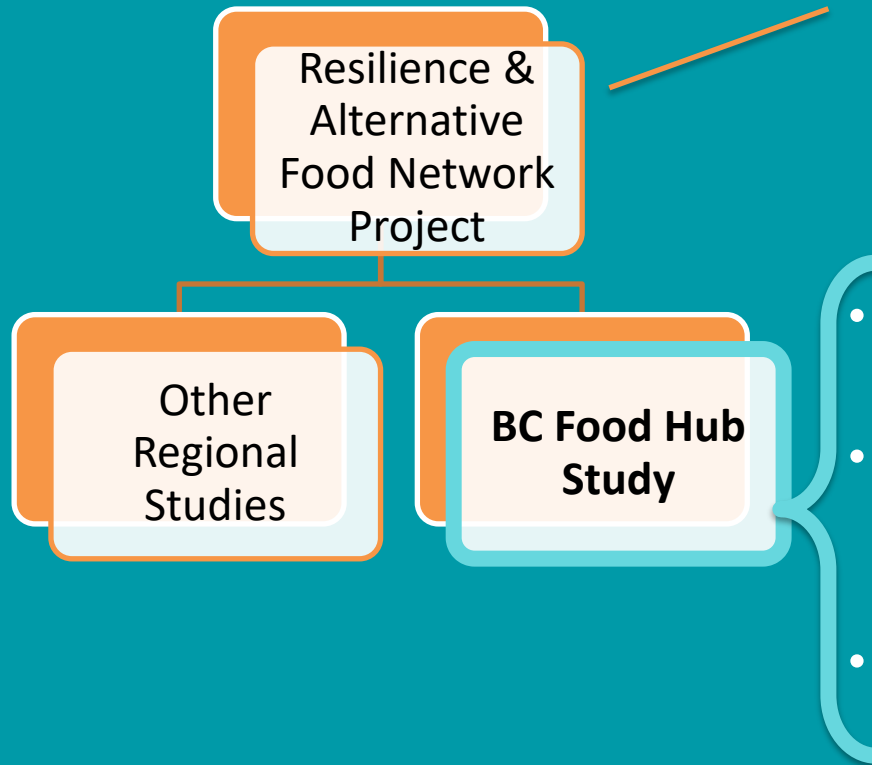 Resilience &
Alternative
Food Network
Project
Other
Regional
Studies
BC Food Hub
Study
•
•
•